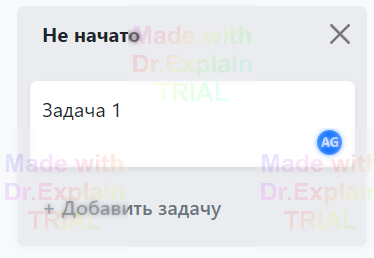 Не начато
Made with
Dr.Explain
TRIAL
Задача 1
AG
Made with
Dr.Explain
TRIAL
Made with
Dr.Explain
TRIAL
+ Добавить задачу